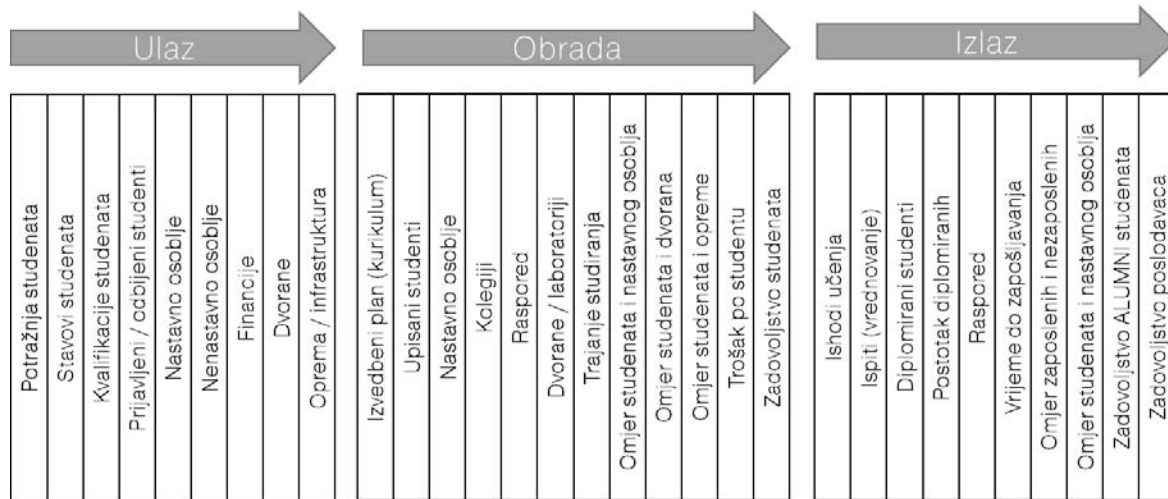 Ulaz
Potražnja studenata
Stavovi studenata
Kvalifikacije studenata
Prijavljeni / odbijeni studenti
Nastavno osoblje
Nenastavno osoblje
Financije
Dvorane
Oprema / infrastruktura
Obrada
Izvedbeni plan (kurikulum)
Upisani studenti
Nastavno osoblje
Kolegiji
Raspored
Dvorane / laboratoriji
Trajanje studiranja
Omjer studenata i nastavnog osoblja
Omjer studenata i dvorana
Omjer studenata i opreme
Trošak po studentu
Zadovoljstvo studenata
Izlaz
Ishodi učenja
Ispiti (vrednovanje)
Diplomirani studenti
Postotak diplomiranih
Raspored
Vrijeme do zapošljavanja
Omjer zaposlenih i nezaposlenih
Omjer studenata i nastavnog osoblja
Zadovoljstvo ALUMNI studenata
Zadovoljstvo poslodavaca